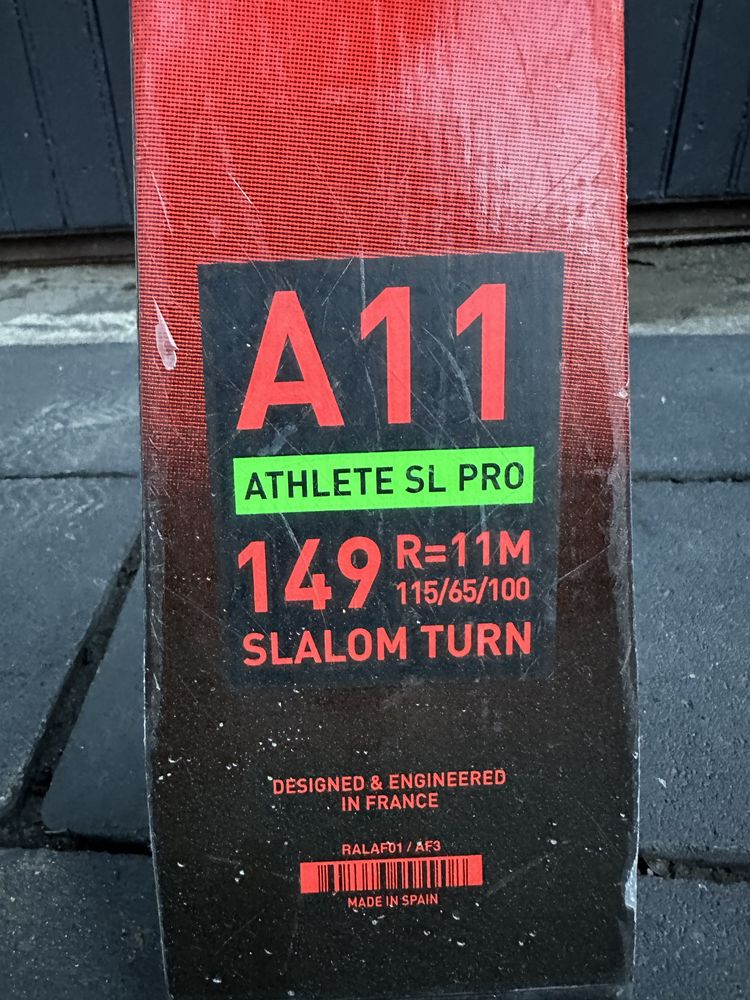 A11
ATHLETE SL PRO
149 R=11M
115/65/100
SLALOM TURN
DESIGNED & ENGINEERED
IN FRANCE
RALAF01 / AF3
MADE IN SPAIN